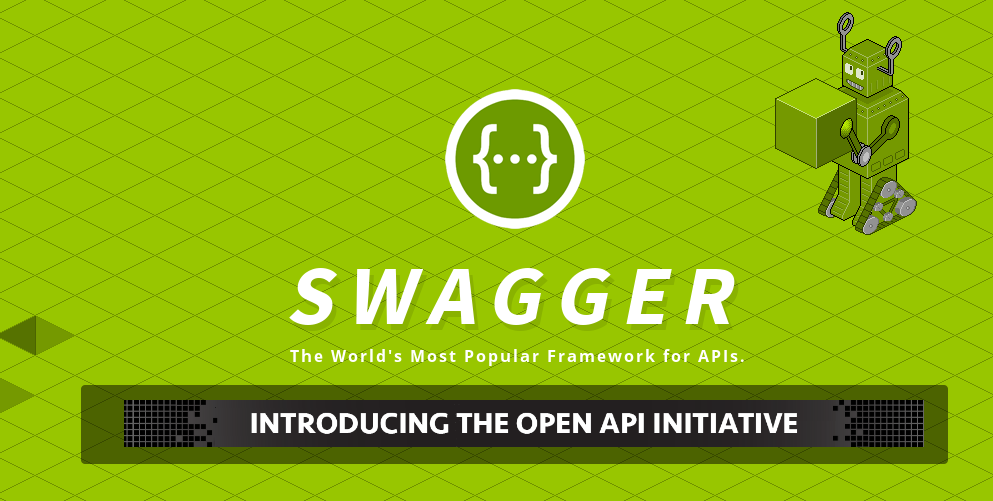 {...}
SWAGGER
The World's Most Popular Framework for APIs.
INTRODUCING THE OPEN API INITIATIVE